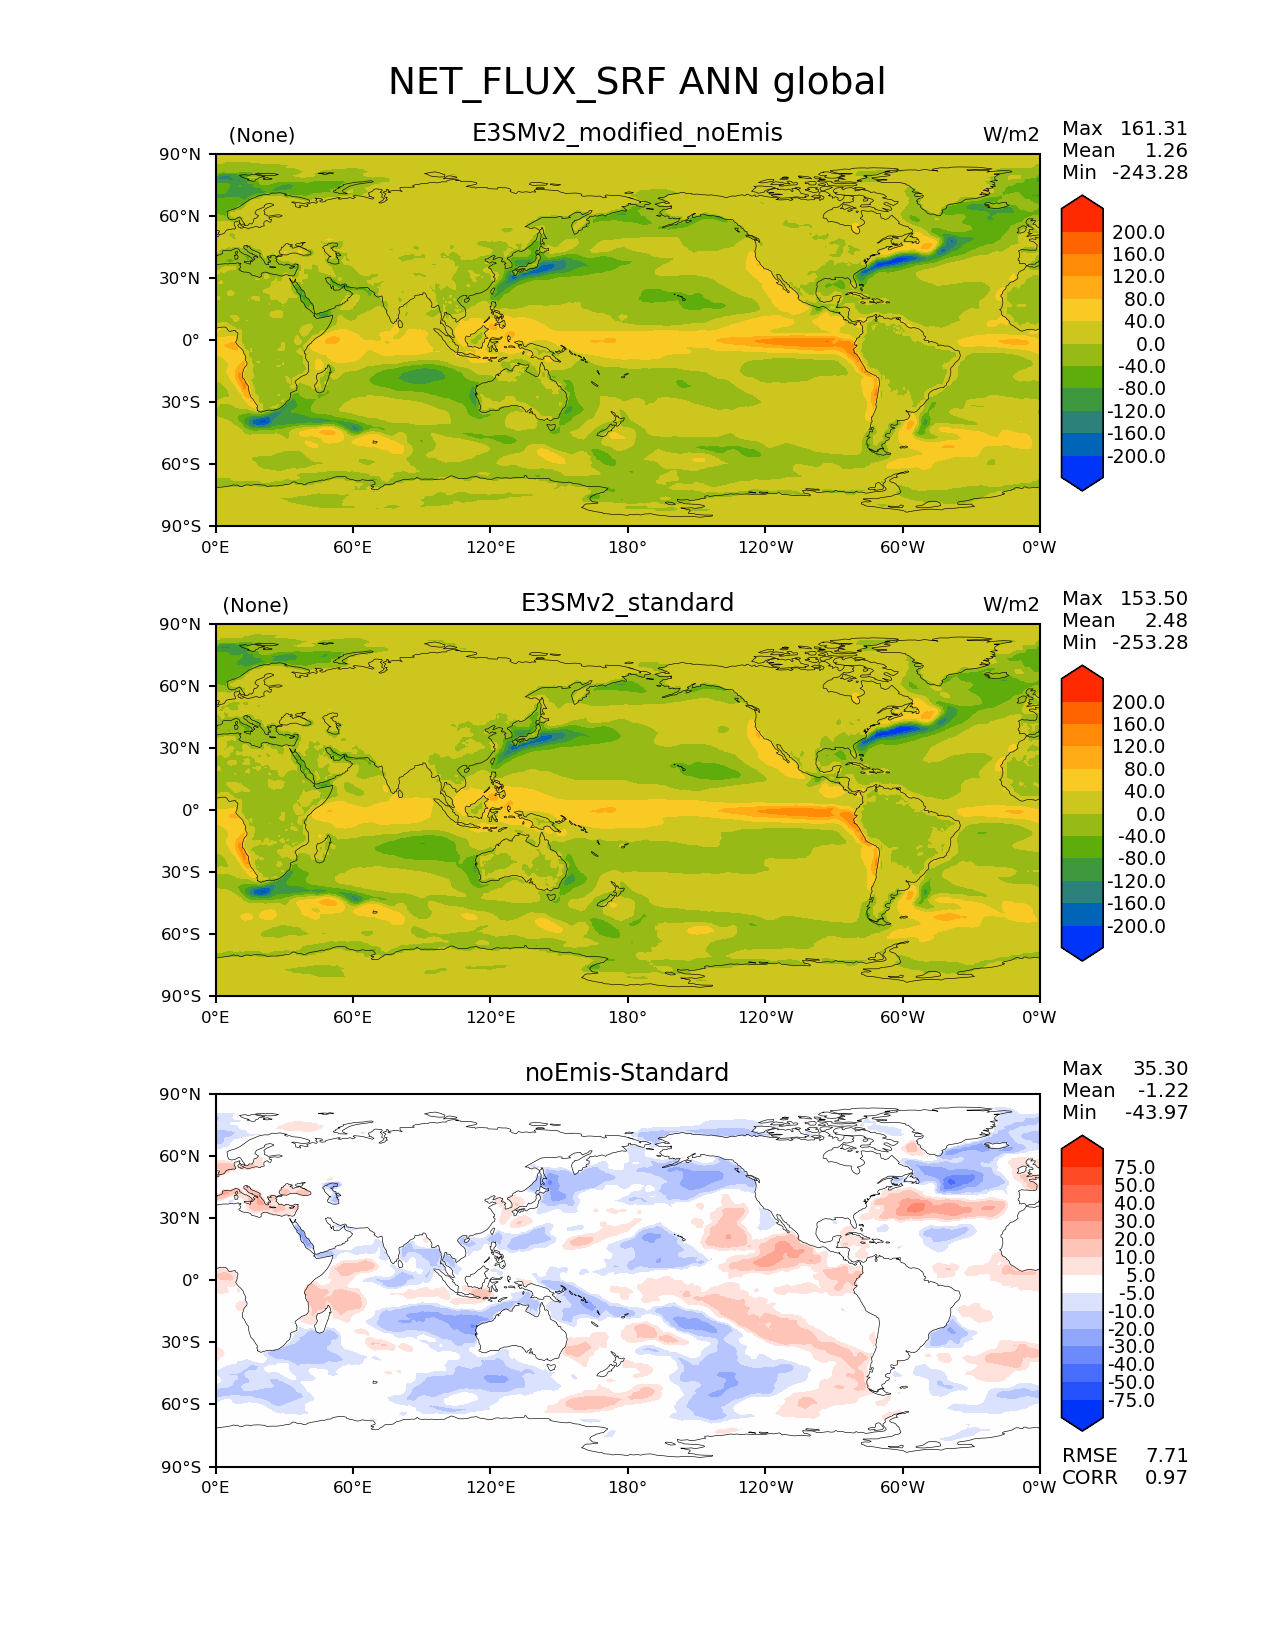 NET_FLUX_SRF ANN global
(None) E3SMv2_modified_noEmis W/m2
Max 161.31
Mean 1.26
Min -243.28
90°N
60°N
30°N
0°
30°S
60°S
90°S
0°E 60°E 120°E 180° 120°W 60°W 0°W
200.0
160.0
120.0
80.0
40.0
0.0
-40.0
-80.0
-120.0
-160.0
-200.0
(None) E3SMv2_standard W/m2
Max 153.50
Mean 2.48
Min -253.28
90°N
60°N
30°N
0°
30°S
60°S
90°S
0°E 60°E 120°E 180° 120°W 60°W 0°W
200.0
160.0
120.0
80.0
40.0
0.0
-40.0
-80.0
-120.0
-160.0
-200.0
noEmis-Standard
Max 35.30
Mean -1.22
Min -43.97
90°N
60°N
30°N
0°
30°S
60°S
90°S
0°E 60°E 120°E 180° 120°W 60°W 0°W
75.0
50.0
40.0
30.0
20.0
10.0
5.0
-5.0
-10.0
-20.0
-30.0
-40.0
-50.0
-75.0
RMSE 7.71
CORR 0.97